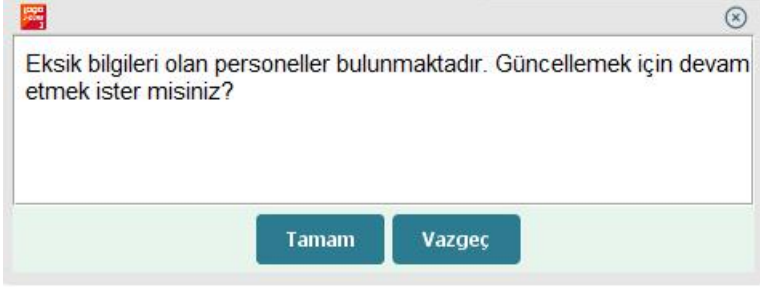 Eksik bilgileri olan personeller bulunmaktadır. Güncellemek için devam
etmek ister misiniz?
Tamam
Vazgeç